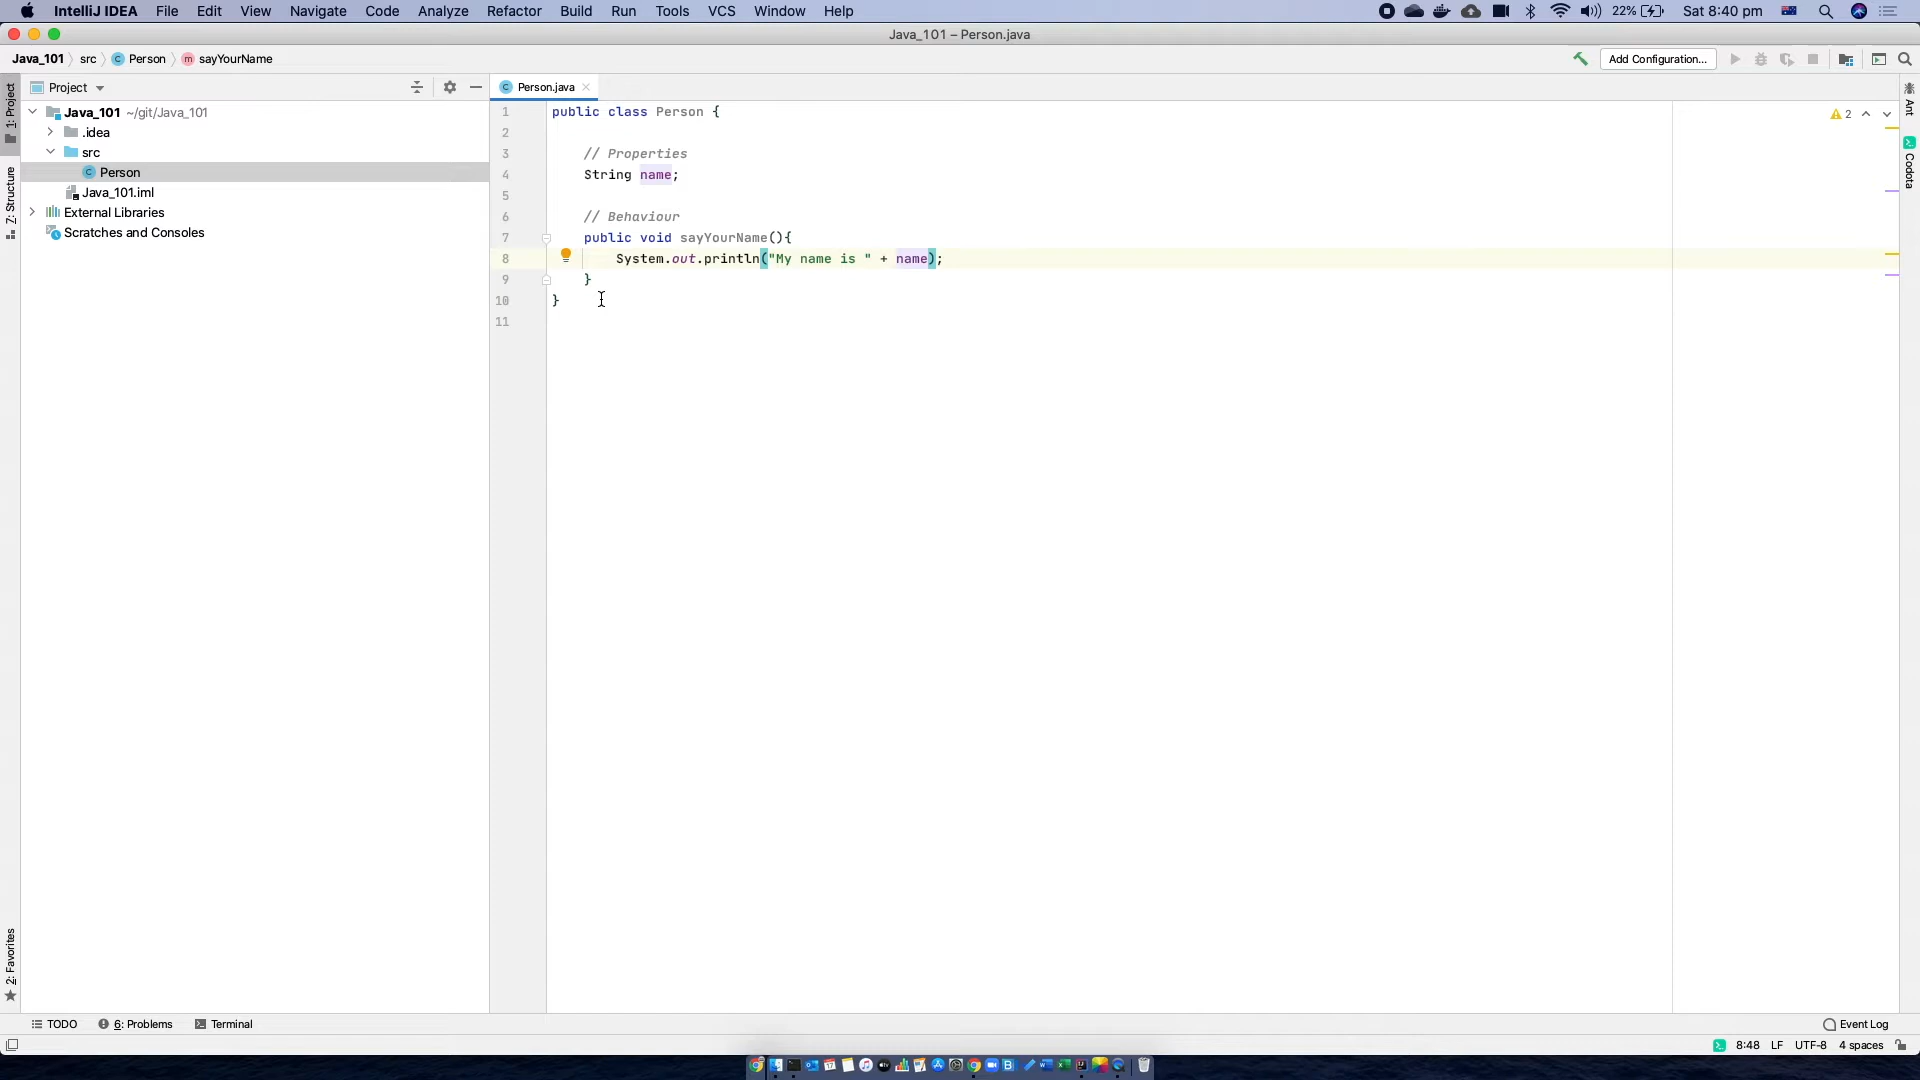 IntelliJ IDEA File Edit View Navigate Code Analyze Refactor Build Run Tools VCS Window Help 22% Sat 8:40 pm
Java_101 – Person.java
Java_101 src Person sayYourName Add Configuration...
1: Project
Z: Structure
2: Favorites
Project
Java_101 ~/git/Java_101
.idea
src
Person
Java_101.iml
External Libraries
Scratches and Consoles
Person.java
1 public class Person {
2
3 // Properties
4 String name;
5
6 // Behaviour
7 public void sayYourName(){
8 System.out.println("My name is " + name);
9 }
10 }
11
2
Ant
Codota
TODO 6: Problems Terminal Event Log
8:48 LF UTF-8 4 spaces